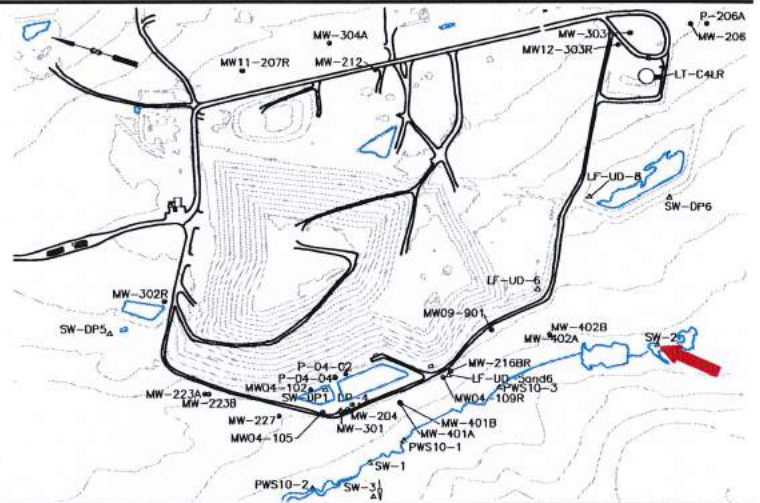 P-206A
MW-304A
MW-303
MW-206
MW12-303R
MW11-207R
MW-212
LT-C4LR
LF-UD-8
SW-DP6
LF-UD-6
MW-302R
MW09-901
MW-402B
SW-2
MW-402A
SW-DP5
P-04-02
MW-216BR
P-04-04
LF-UD-5and6
MW04-102
PWS10-3
MW-223A
SW-DP1
DP-4
MW04-109R
MW-223B
MW-204
MW-227
MW-401B
MW-301
MW04-105
MW-401A
PWS10-1
SW-1
PWS10-2
SW-3